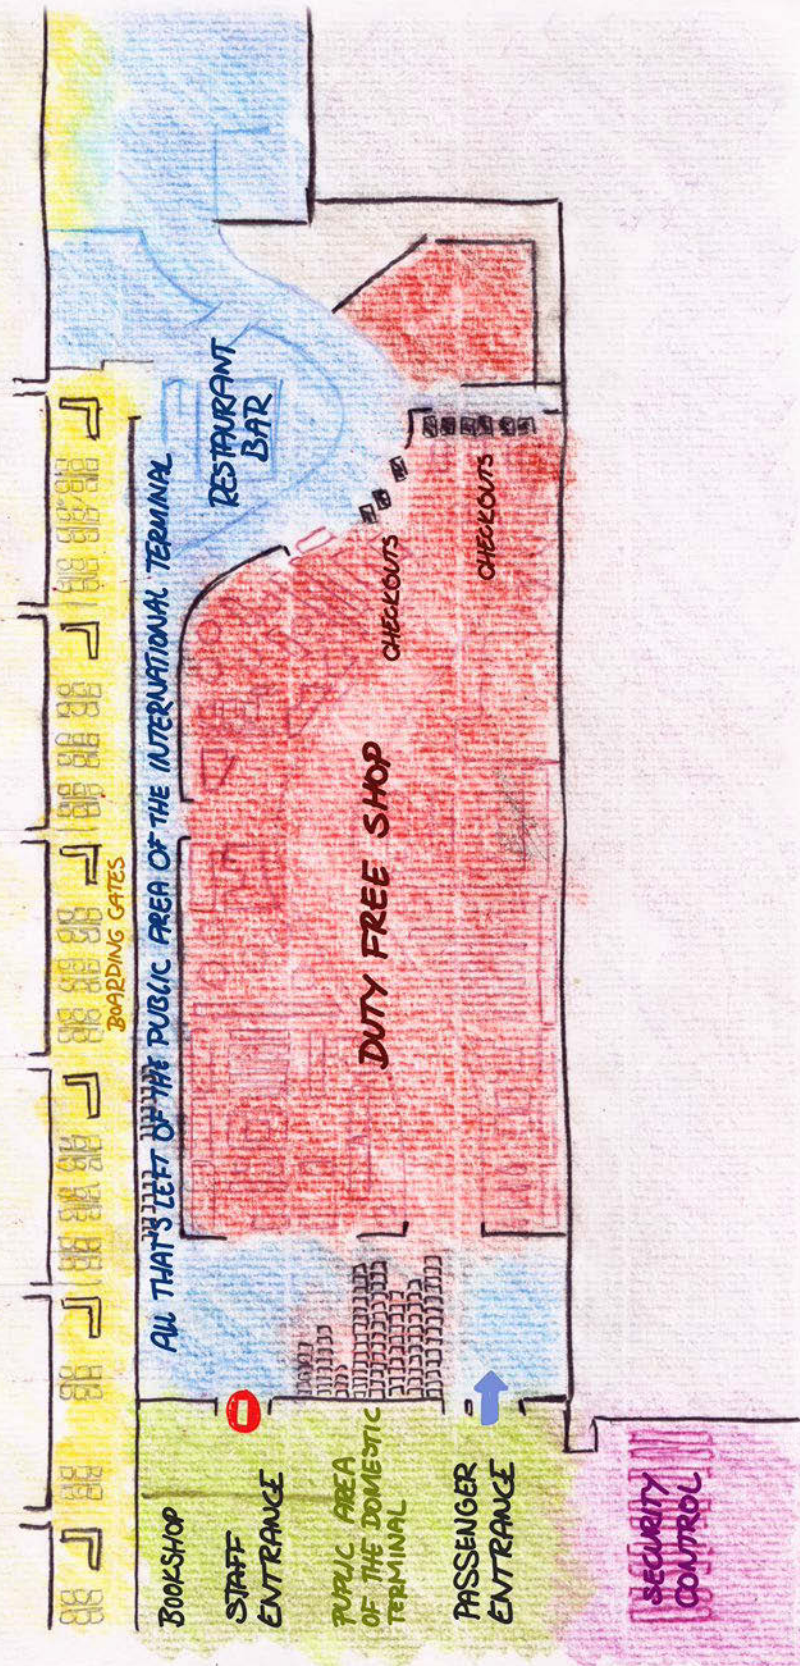 BOARDING GATES
ALL THAT'S LEFT OF THE PUBLIC AREA OF THE INTERNATIONAL TERMINAL
BOOKSHOP
RESTAURANT
BAR
STAFF
ENTRANCE
PUPLIC AREA
OF THE DOMESTIC
TERMINAL
DUTY FREE SHOP
CHECKOUTS
CHECKOUTS
PASSENGER
ENTRANCE
SECURITY
CONTROL